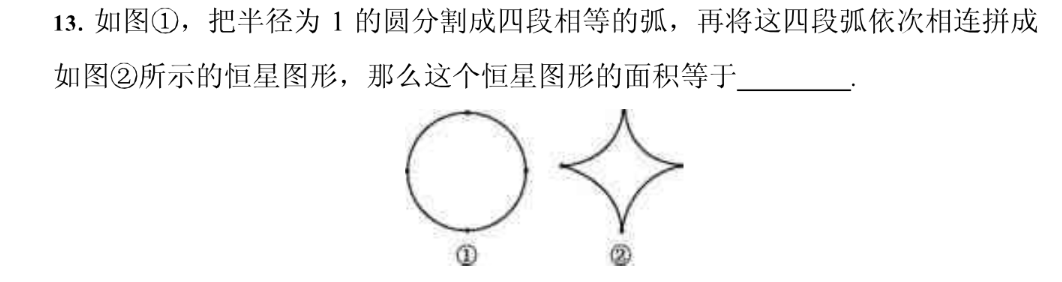 13. 如图①，把半径为 1 的圆分割成四段相等的弧，再将这四段弧依次相连拼成
如图②所示的恒星图形，那么这个恒星图形的面积等于________.
① ②